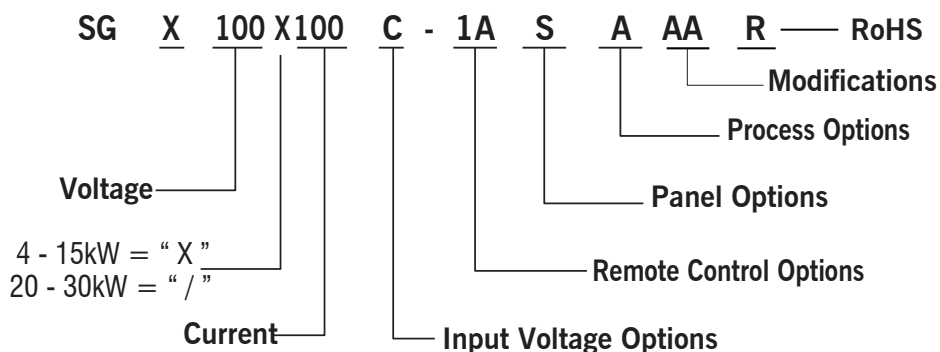 SG X 100 X 100 C - 1A S A AA R RoHS
Modifications
Process Options
Voltage
Panel Options
4 - 15kW = “ X ”
Remote Control Options
20 - 30kW = “ / ”
Current
Input Voltage Options